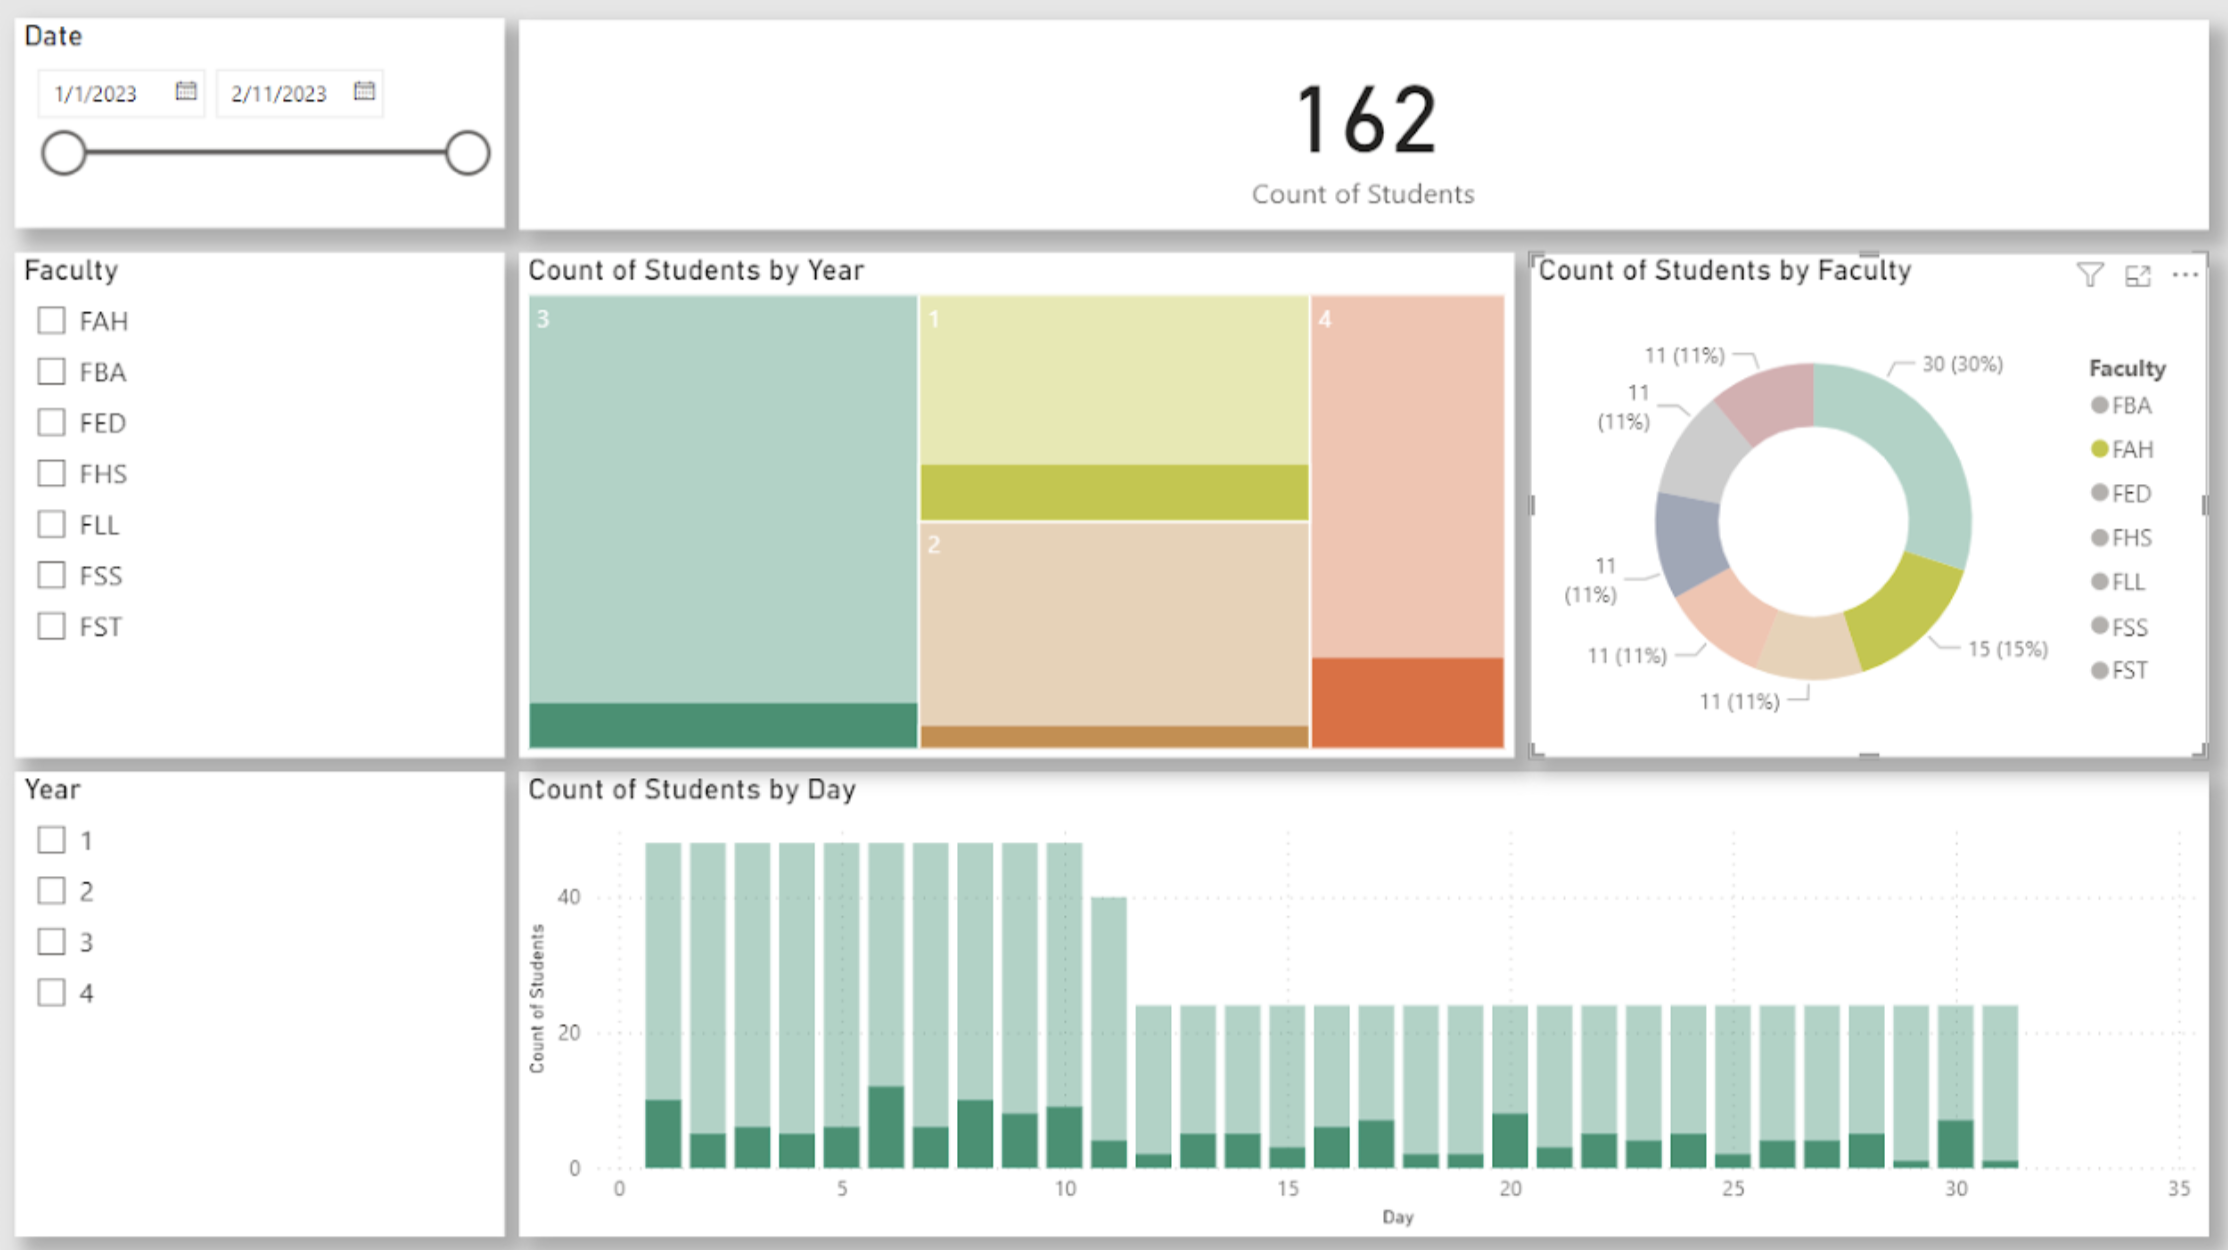 Date
1/1/2023
2/11/2023
162
Count of Students
Faculty
FAH
FBA
FED
FHS
FLL
FSS
FST
Count of Students by Year
3
1
4
2
Count of Students by Faculty
11 (11%)
30 (30%)
11
(11%)
11
(11%)
11 (11%)
15 (15%)
11 (11%)
Faculty
FBA
FAH
FED
FHS
FLL
FSS
FST
Year
1
2
3
4
Count of Students by Day
Count of Students
40
20
0
0 5 10 15 20 25 30 35
Day